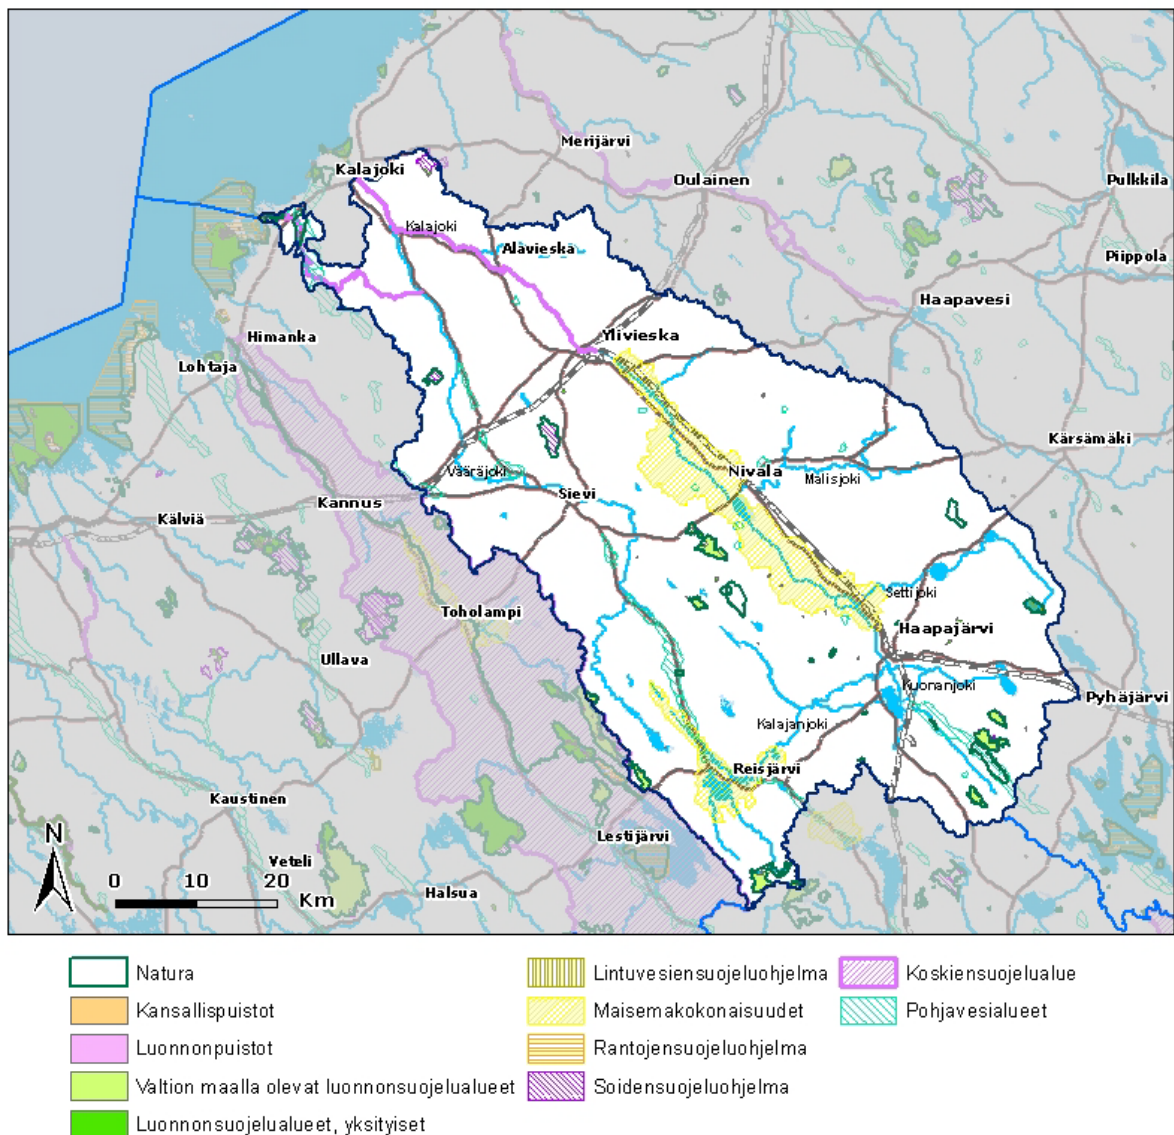 Merijärvi
Kalajoki
Oulainen
Pulkkila
Kalajoki
Alavieska
Piippola
Haapavesi
Himanka
Ylivieska
Lohtaja
Kärsämäki
Vääräjoki
Nivala
Malisjoki
Kannus
Sievi
Kälviä
Settijoki
Toholampi
Haapajärvi
Ullava
Kuonanjoki
Pyhäjärvi
Kalajanjoki
Reisjärvi
Kaustinen
Lestijärvi
N
Veteli
Halsua
0 10 20
Km
Natura
Kansallispuistot
Luonnonpuistot
Valtion maalla olevat luonnonsuojelualueet
Luonnonsuojelualueet, yksityiset
Lintuvesiensuojeluohjelma
Maisemakokonaisuudet
Rantojensuojeluohjelma
Soidensuojeluohjelma
Koskiensuojelualue
Pohjavesialueet